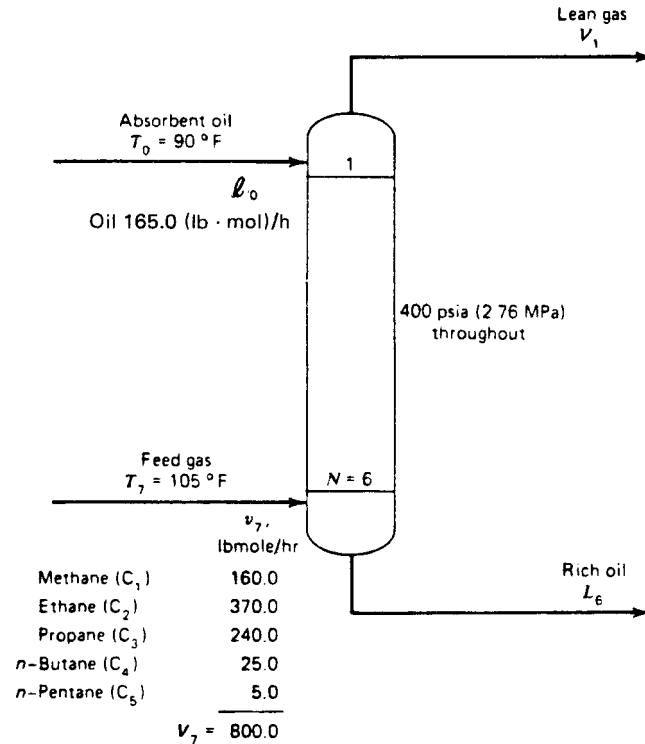 Lean gas
V₁
Absorbent oil
T₀ = 90 °F
1
ℓ₀
Oil 165.0 (lb · mol)/h
400 psia (2 76 MPa)
throughout
Feed gas
T₇ = 105 °F
N = 6
v₇,
lbmole/hr
Methane (C₁) 160.0
Ethane (C₂) 370.0
Propane (C₃) 240.0
n-Butane (C₄) 25.0
n-Pentane (C₅) 5.0
V₇ = 800.0
Rich oil
L₆